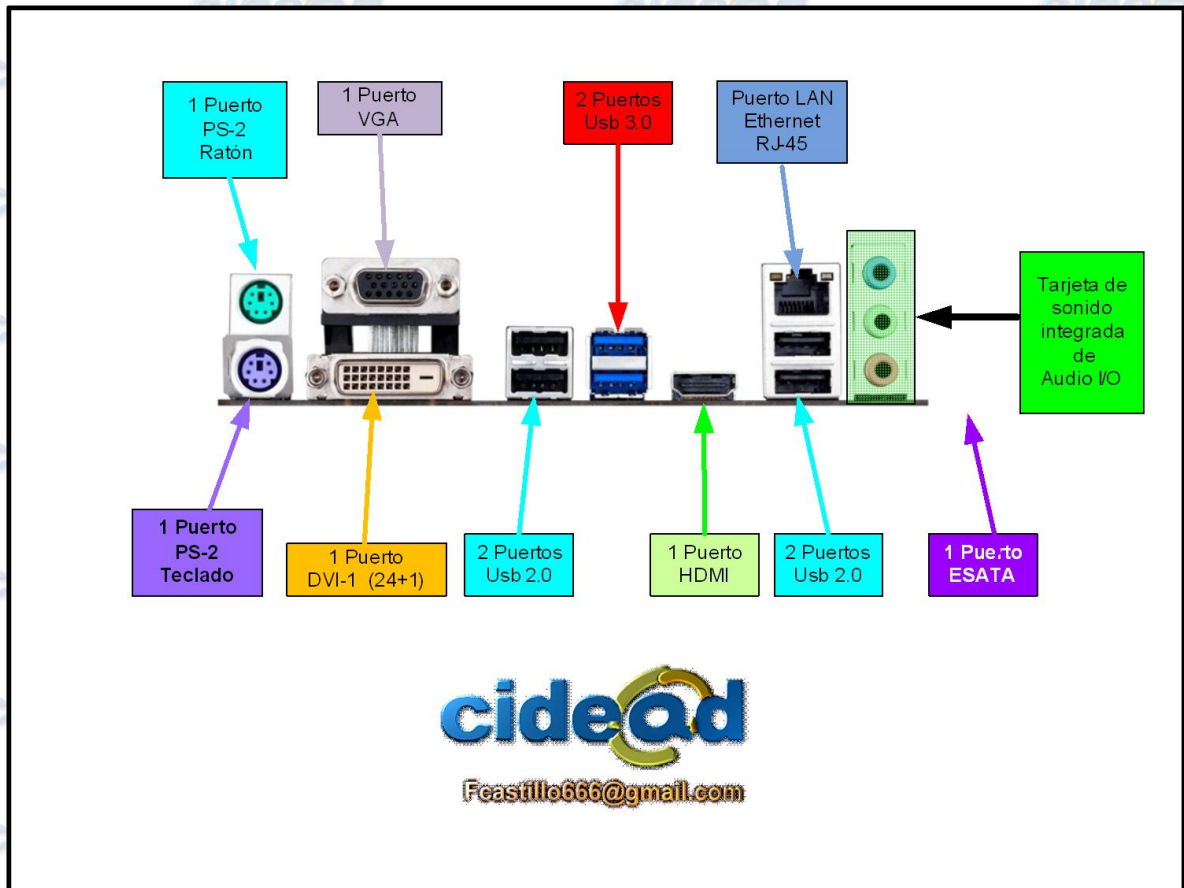 1 Puerto
PS-2
Ratón
1 Puerto
VGA
2 Puertos
Usb 3.0
Puerto LAN
Ethernet
RJ-45
Tarjeta de
sonido
integrada
de
Audio I/O
1 Puerto
PS-2
Teclado
1 Puerto
DVI-1 (24+1)
2 Puertos
Usb 2.0
1 Puerto
HDMI
2 Puertos
Usb 2.0
1 Puerto
ESATA
cidead
Fcastillo666@gmail.com